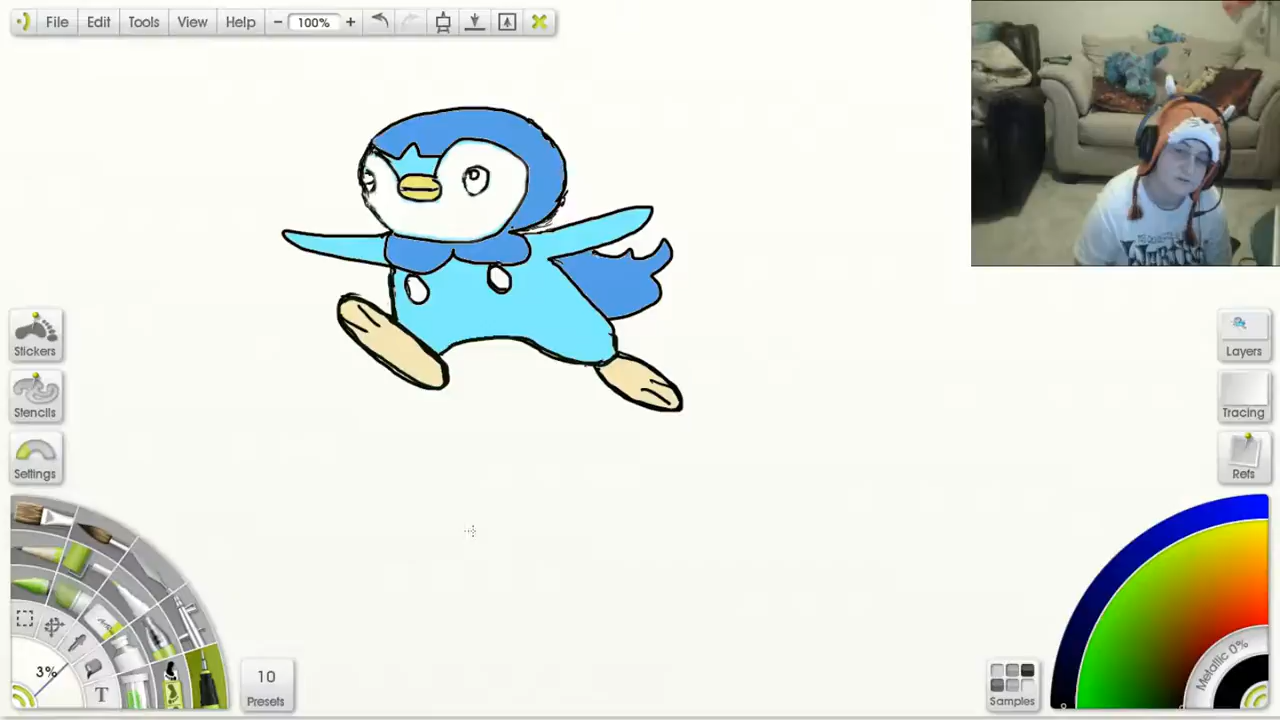 File Edit Tools View Help − 100% +
Stickers
Stencils
Settings
3%
T
10
Presets
Layers
Tracing
Refs
Metallic 0%
Samples